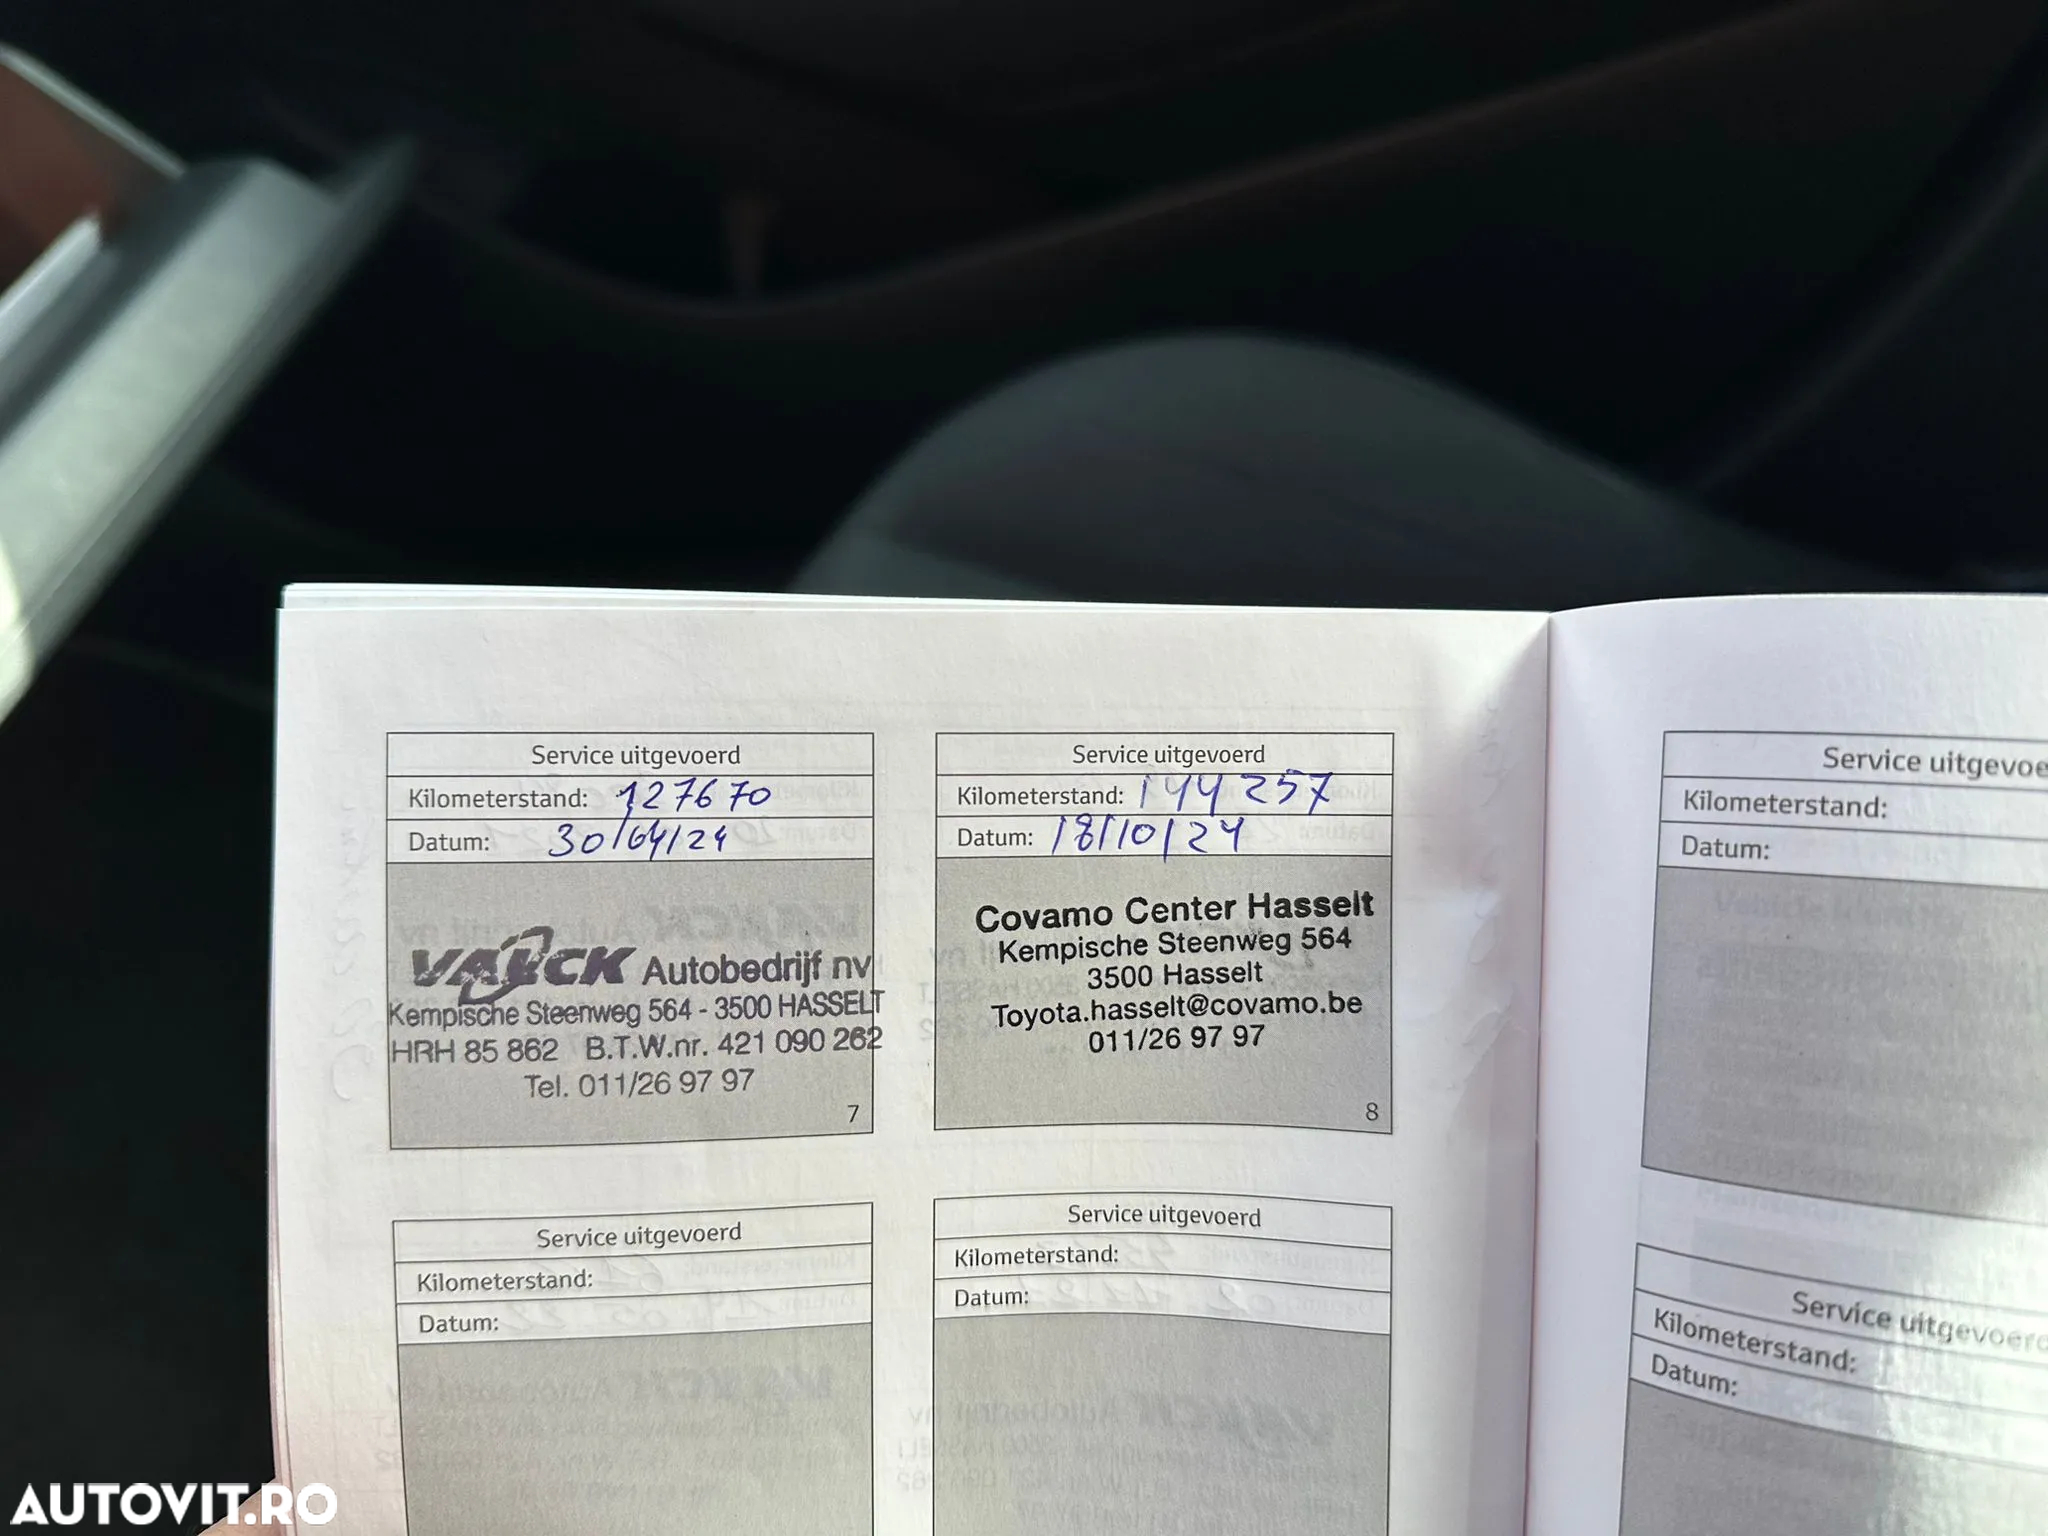 Service uitgevoerd
Kilometerstand: 127670
Datum: 30/04/24
VAECK Autobedrijf nv
Kempische Steenweg 564 - 3500 HASSELT
HRH 85 862 B.T.W.nr. 421 090 262
Tel. 011/26 97 97
7
Service uitgevoerd
Kilometerstand: 144257
Datum: 18/10/24
Covamo Center Hasselt
Kempische Steenweg 564
3500 Hasselt
Toyota.hasselt@covamo.be
011/26 97 97
8
Service uitgevoerd
Kilometerstand:
Datum:
Service uitgevoerd
Kilometerstand:
Datum:
Service uitgevoe
Kilometerstand:
Datum:
Service uitgevoerd
Kilometerstand:
Datum:
AUTOVIT.RO